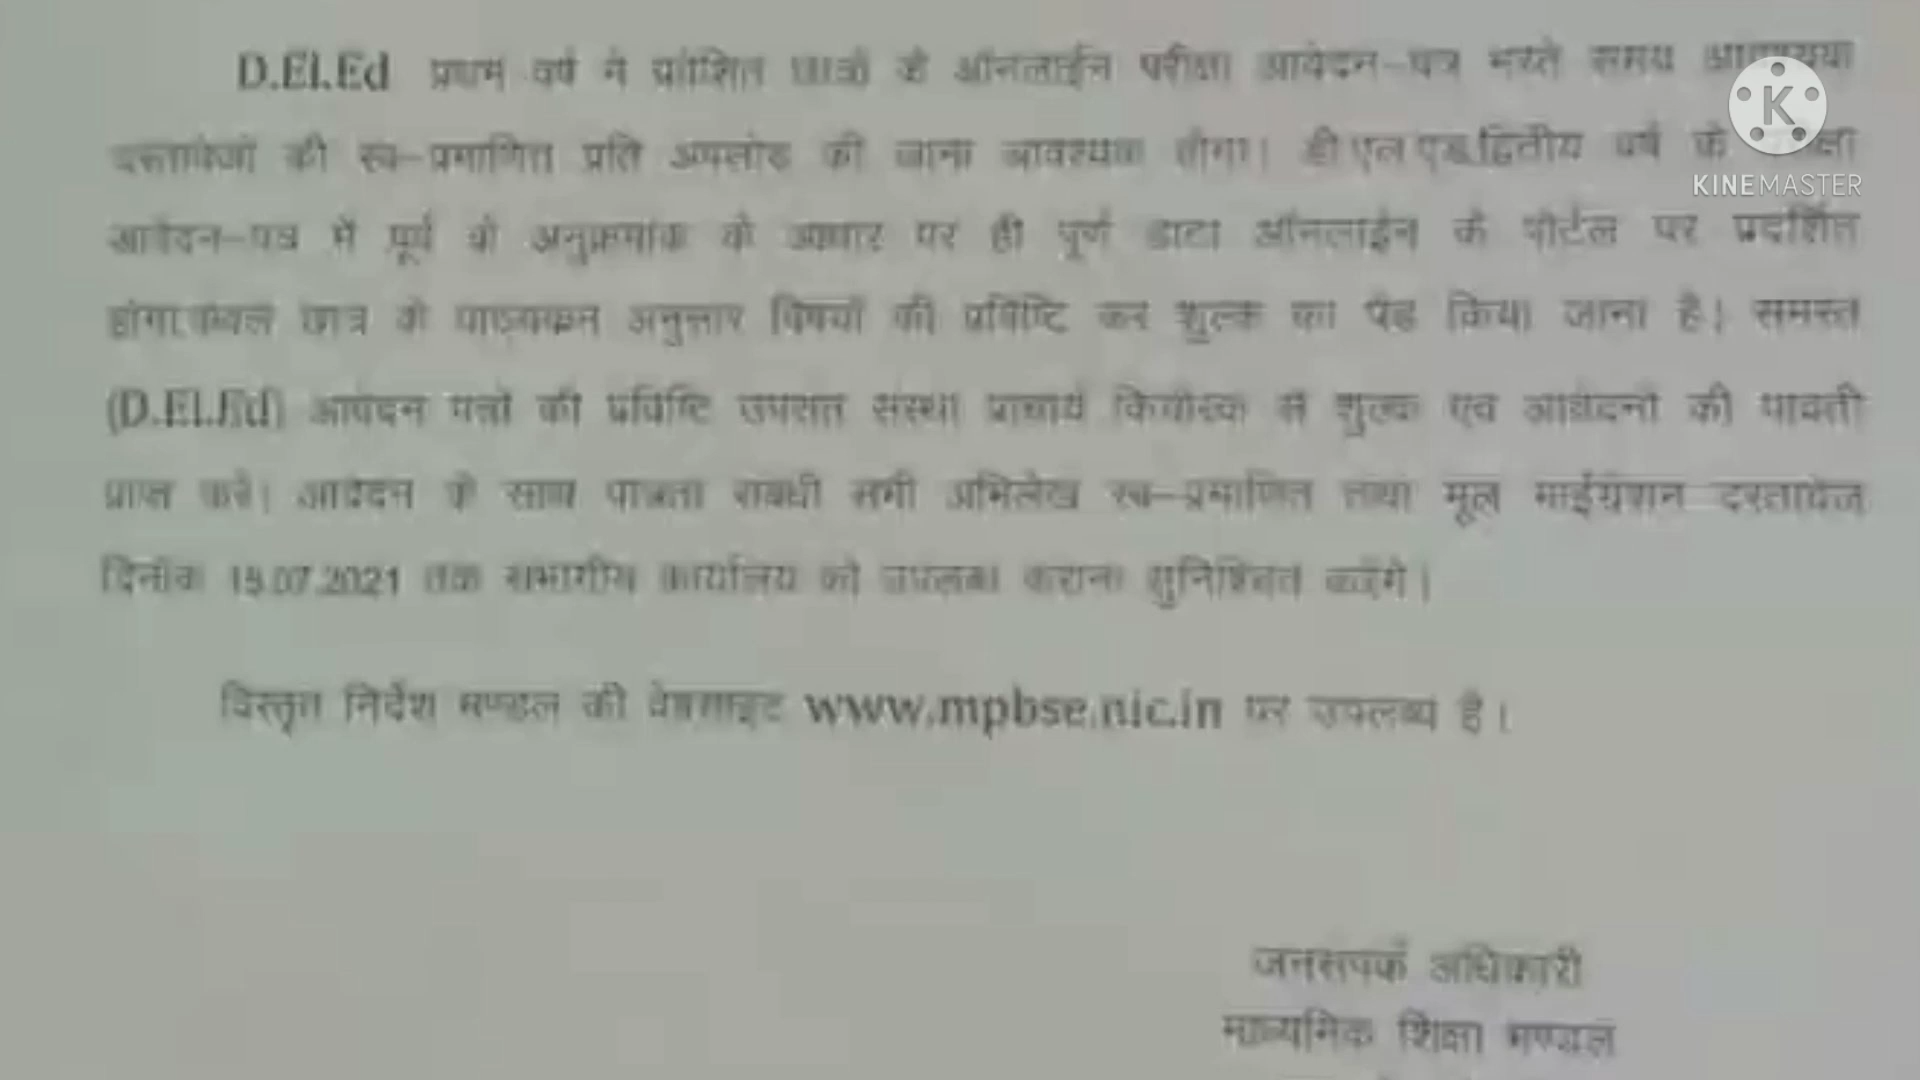 D.El.Ed प्रथम वर्ष में प्रवेशित छात्रों के ऑनलाईन परीक्षा आवेदन-पत्र भरते समय
दस्तावेजों की स्व-प्रमाणित प्रति अपलोड की जाना आवश्यक होगा। डी एल एड द्वितीय वर्ष के
आवेदन-पत्र में पूर्व के अनुक्रमांक के आधार पर ही पूर्ण डाटा ऑनलाईन के पोर्टल पर प्रदर्शित
होगा केवल छात्र के पाठ्यक्रम अनुसार विषयों की प्रविष्टि कर शुल्क का पेड किया जाना है। समस्त
(D.El.Ed) आवेदन पत्रों की प्रविष्टि उपरांत संस्था प्राचार्य कियोस्क से शुल्क एवं आवेदनों की पावती
प्राप्त करें। आवेदन के साथ पात्रता संबंधी सभी अभिलेख स्व-प्रमाणित तथा मूल माईग्रेशन दस्तावेज
दिनांक 15.07.2021 तक संभागीय कार्यालय को उपलब्ध कराना सुनिश्चित करेंगे।
विस्तृत निर्देश मण्डल की वेबसाइट www.mpbse.nic.in पर उपलब्ध है।
जनसंपर्क अधिकारी
माध्यमिक शिक्षा मण्डल
K
KINEMASTER